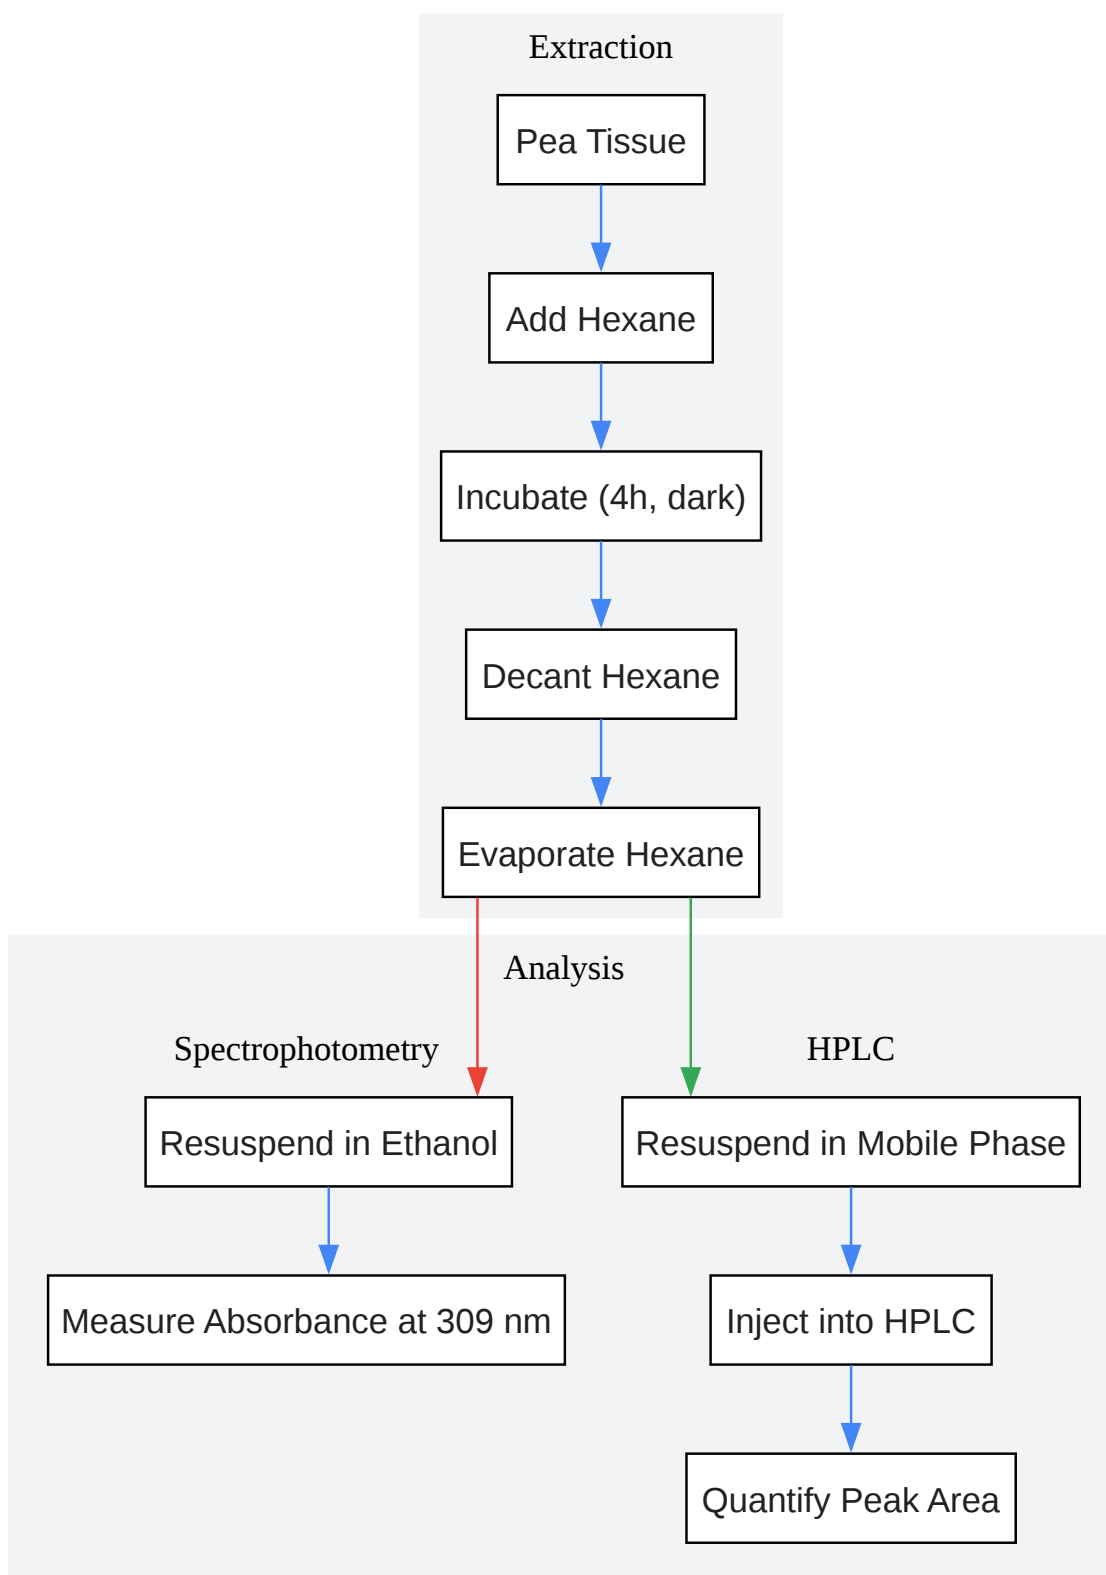 Extraction
Pea Tissue
Add Hexane
Incubate (4h, dark)
Decant Hexane
Evaporate Hexane
Analysis
Spectrophotometry
Resuspend in Ethanol
Measure Absorbance at 309 nm
HPLC
Resuspend in Mobile Phase
Inject into HPLC
Quantify Peak Area